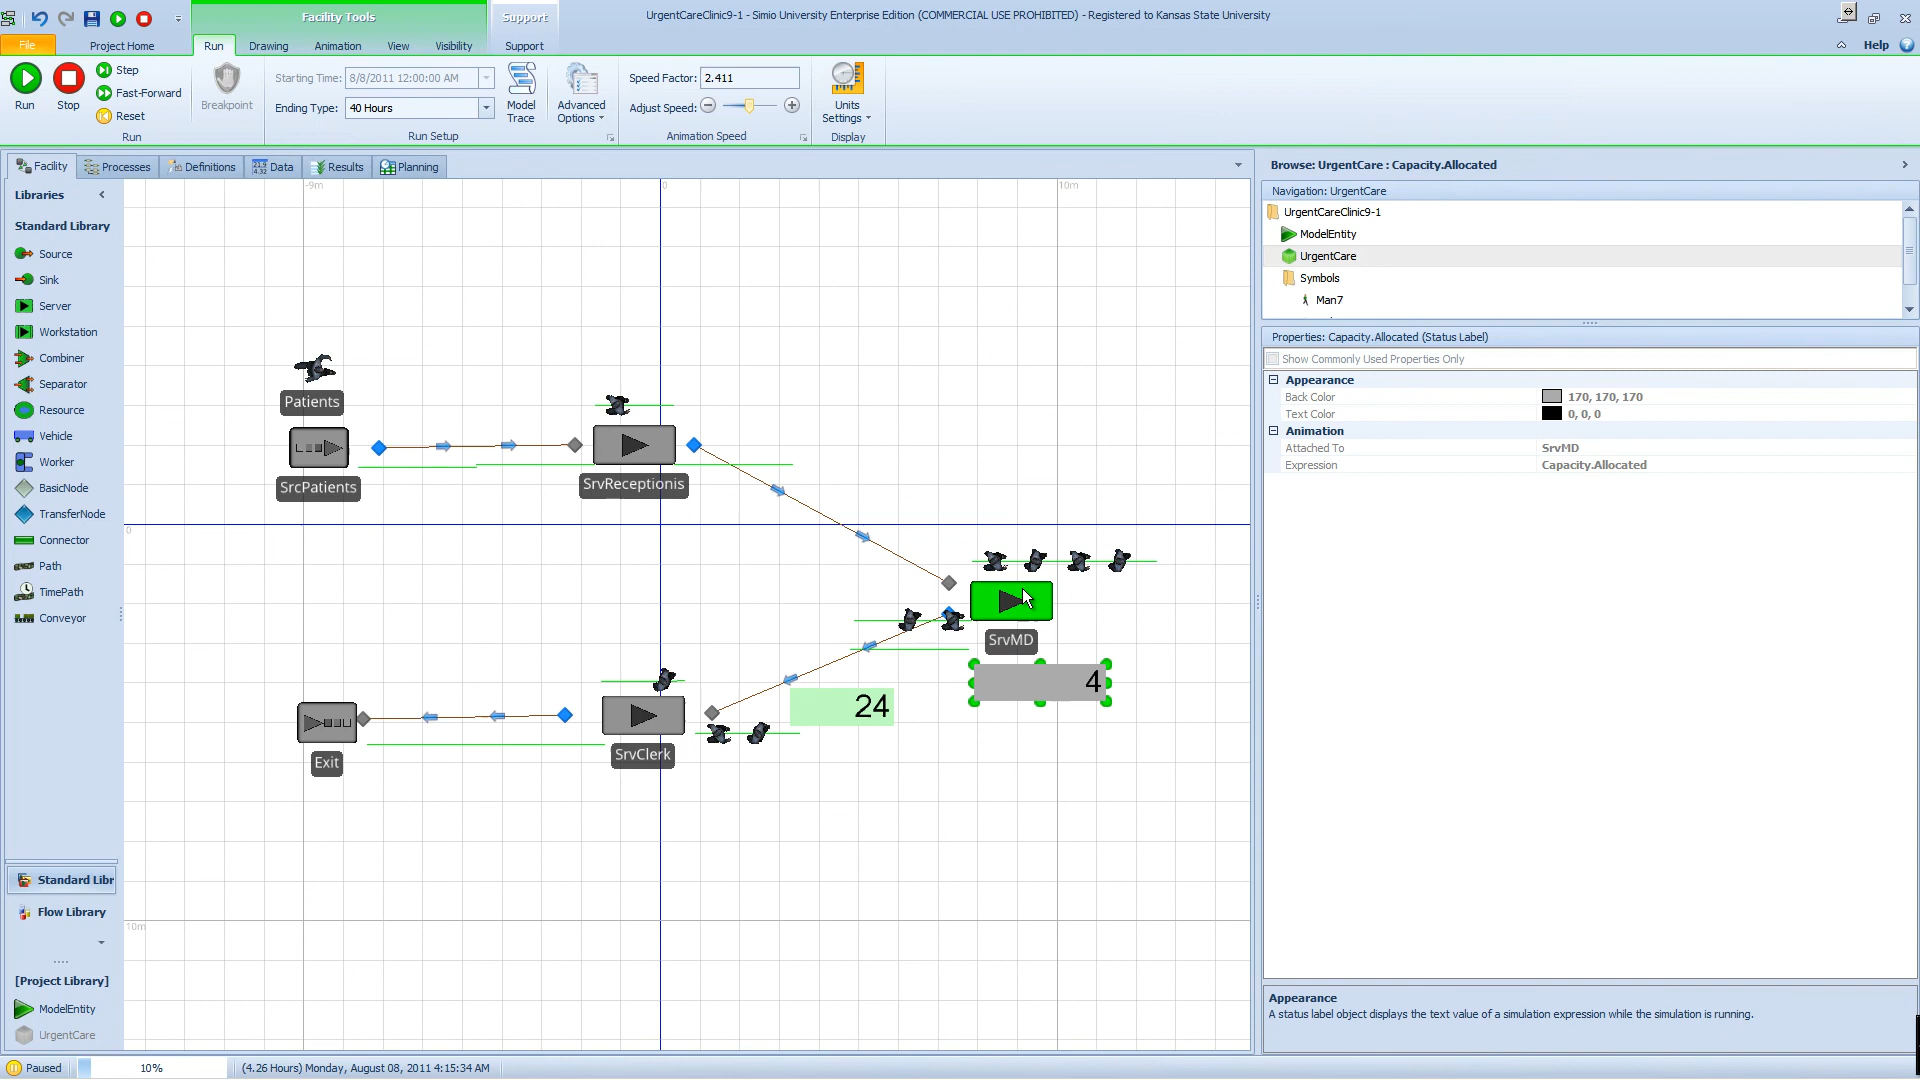 Facility Tools
Support
UrgentCareClinic9-1 - Simio University Enterprise Edition (COMMERCIAL USE PROHIBITED) - Registered to Kansas State University
File
Project Home
Run
Drawing
Animation
View
Visibility
Support
Help
Run
Stop
Step
Fast-Forward
Reset
Run
Breakpoint
Starting Time: 8/8/2011 12:00:00 AM
Ending Type: 40 Hours
Run Setup
Model Trace
Advanced Options
Speed Factor: 2.411
Adjust Speed:
Animation Speed
Units Settings
Display
Facility
Processes
Definitions
Data
Results
Planning
Libraries
Standard Library
Source
Sink
Server
Workstation
Combiner
Separator
Resource
Vehicle
Worker
BasicNode
TransferNode
Connector
Path
TimePath
Conveyor
Standard Libr
Flow Library
[Project Library]
ModelEntity
UrgentCare
-9m
0
10m
0
10m
Patients
SrcPatients
SrvReceptionis
SrvMD
4
24
SrvClerk
Exit
Browse: UrgentCare : Capacity.Allocated
Navigation: UrgentCare
UrgentCareClinic9-1
ModelEntity
UrgentCare
Symbols
Man7
Properties: Capacity.Allocated (Status Label)
Show Commonly Used Properties Only
Appearance
Back Color 170, 170, 170
Text Color 0, 0, 0
Animation
Attached To SrvMD
Expression Capacity.Allocated
Appearance
A status label object displays the text value of a simulation expression while the simulation is running.
Paused
10%
(4.26 Hours) Monday, August 08, 2011 4:15:34 AM